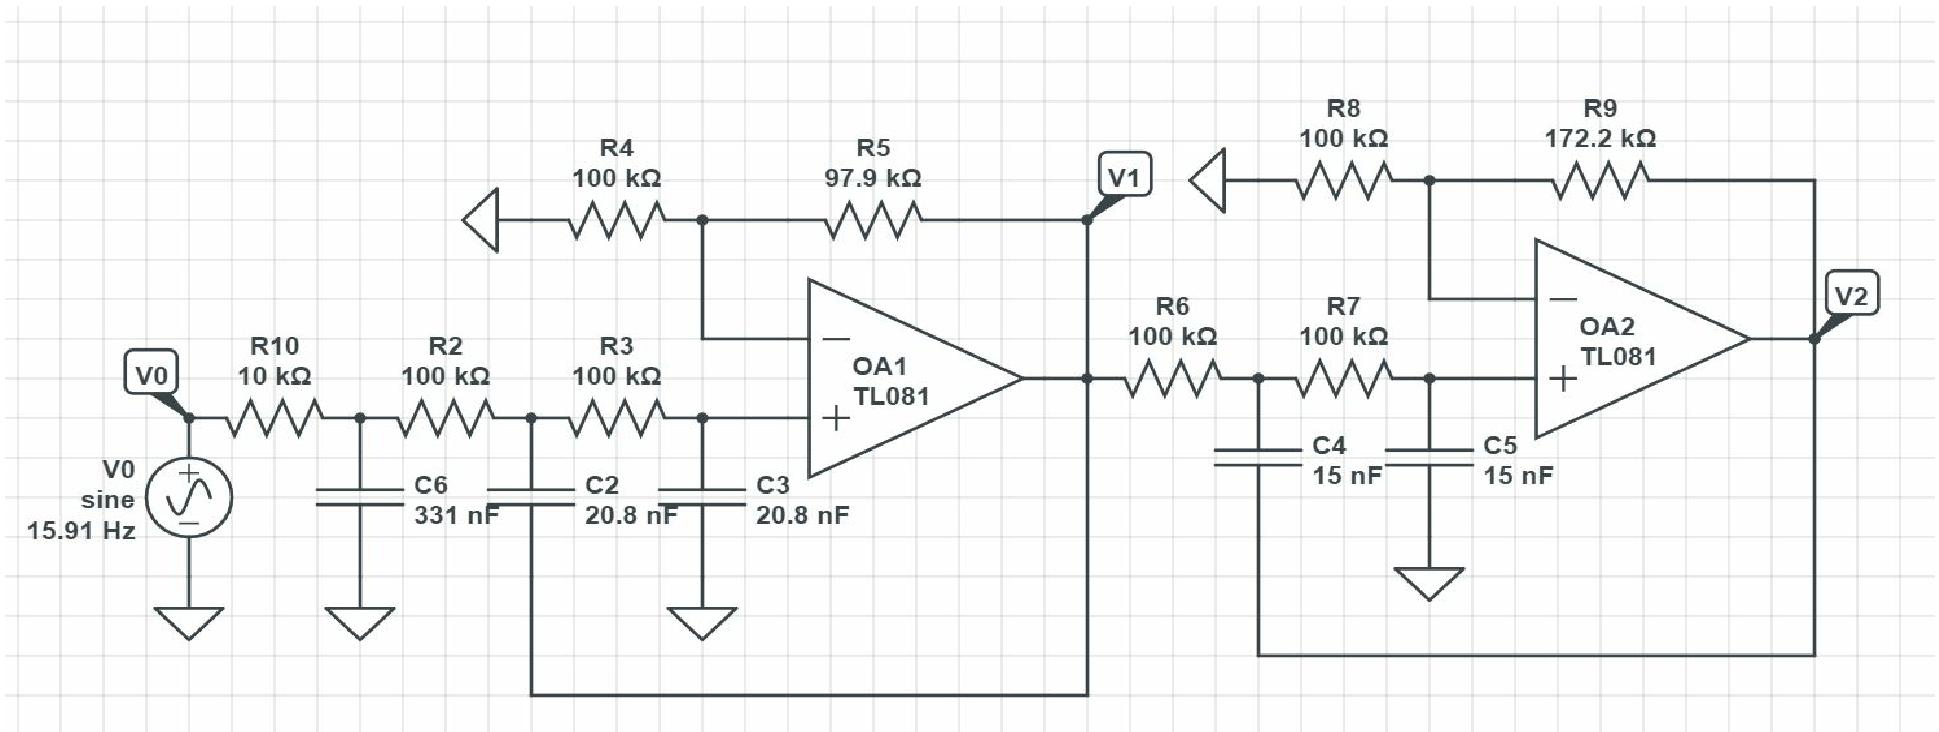 R8
100 kΩ
R9
172.2 kΩ
R4
100 kΩ
R5
97.9 kΩ
V1
V2
OA2
TL081
R6
100 kΩ
R7
100 kΩ
V0
R10
10 kΩ
R2
100 kΩ
R3
100 kΩ
OA1
TL081
C4
15 nF
C5
15 nF
V0
sine
15.91 Hz
C6
331 nF
C2
20.8 nF
C3
20.8 nF